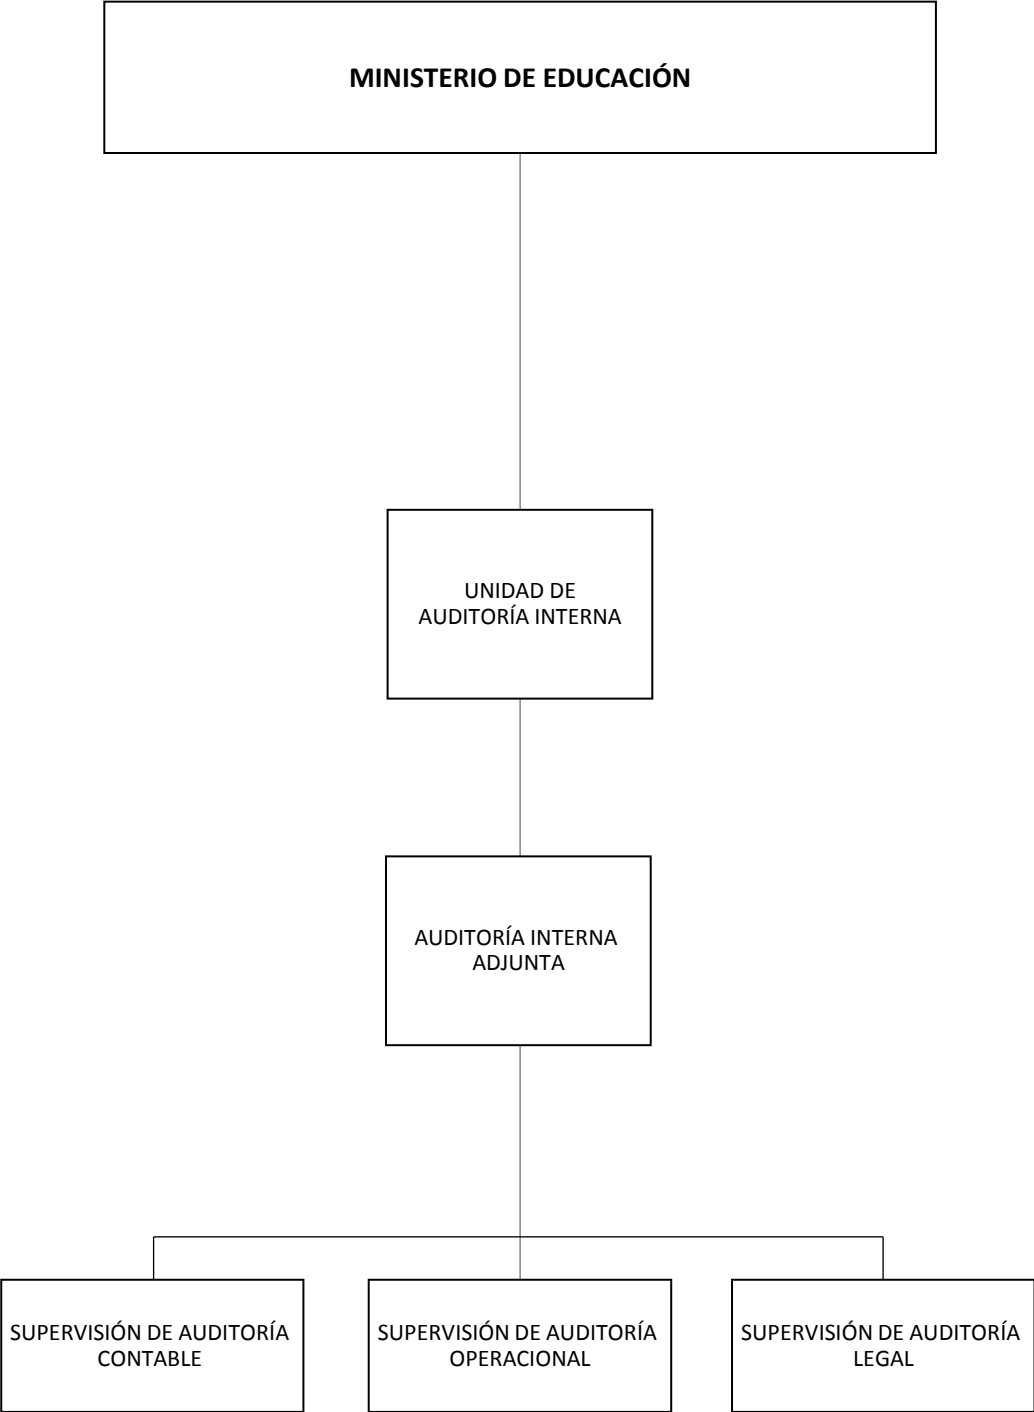 MINISTERIO DE EDUCACIÓN
UNIDAD DE
AUDITORÍA INTERNA
AUDITORÍA INTERNA
ADJUNTA
SUPERVISIÓN DE AUDITORÍA
CONTABLE
SUPERVISIÓN DE AUDITORÍA
OPERACIONAL
SUPERVISIÓN DE AUDITORÍA
LEGAL